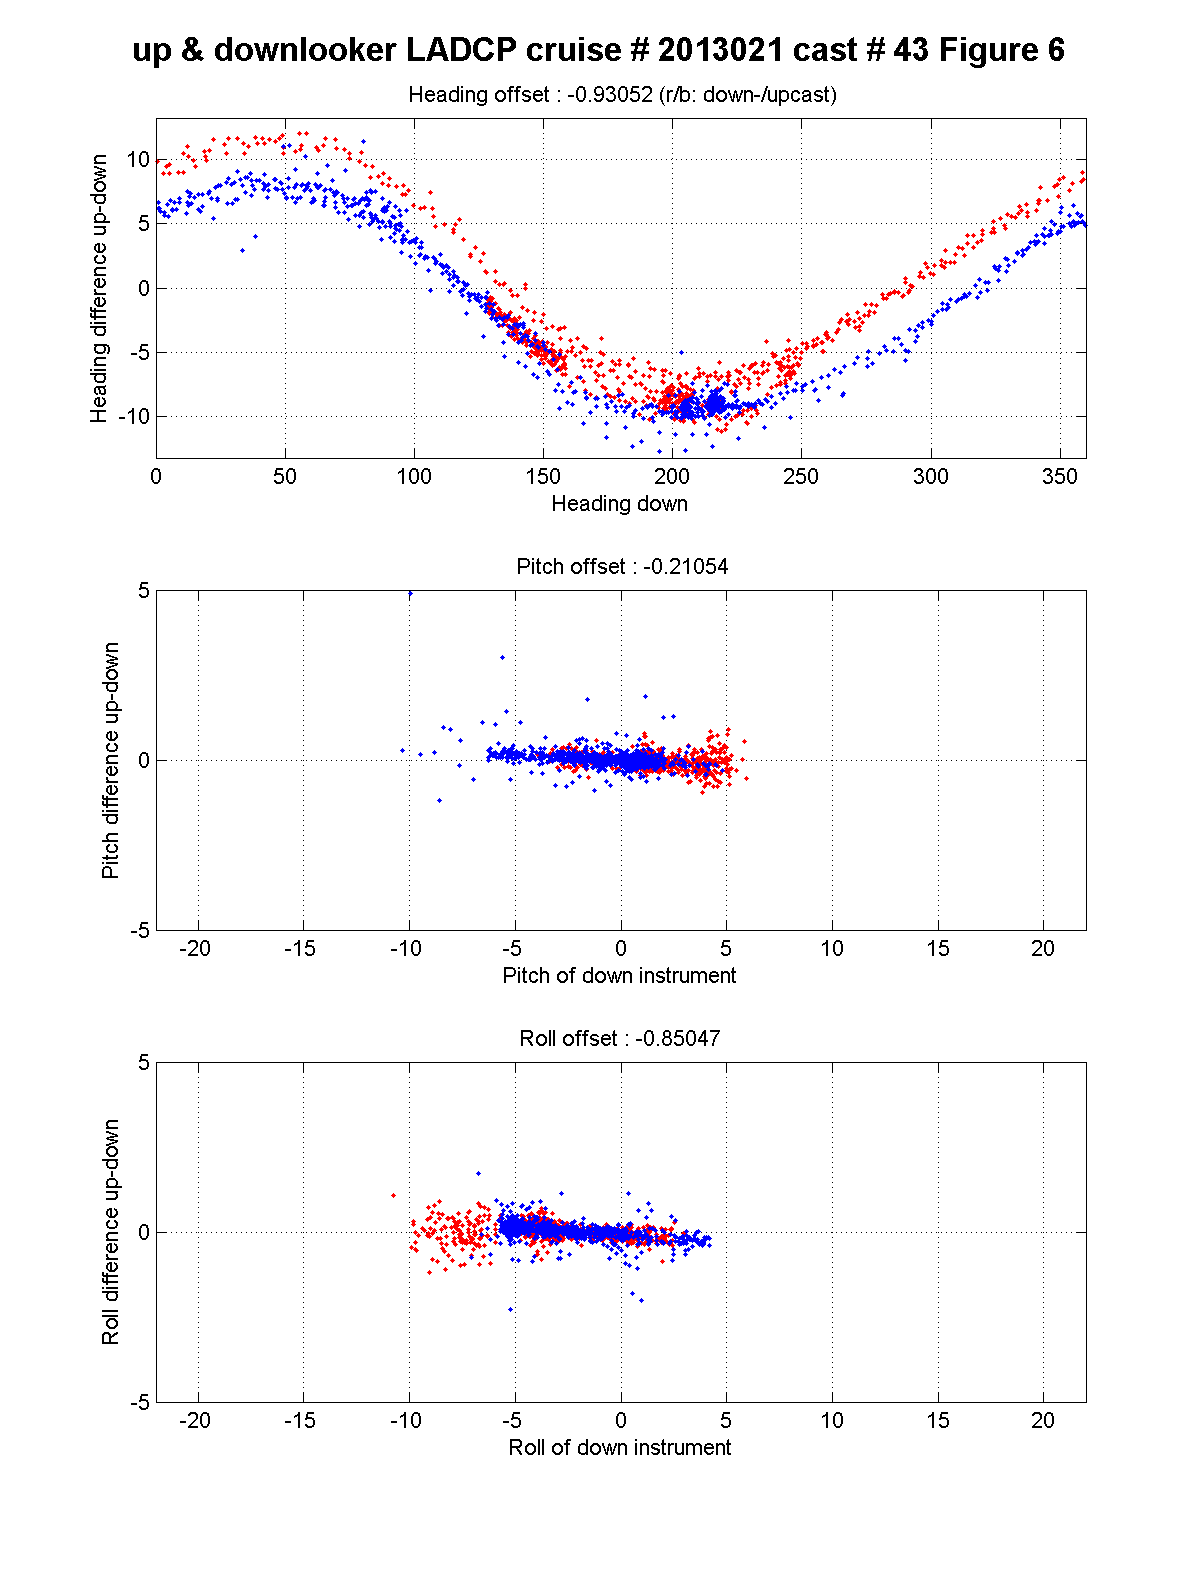 up & downlooker LADCP cruise # 2013021 cast # 43 Figure 6
Heading offset : -0.93052 (r/b: down-/upcast)
Heading difference up-down
10
5
0
-5
-10
0 50 100 150 200 250 300 350
Heading down
Pitch offset : -0.21054
Pitch difference up-down
5
0
-5
-20 -15 -10 -5 0 5 10 15 20
Pitch of down instrument
Roll offset : -0.85047
Roll difference up-down
5
0
-5
-20 -15 -10 -5 0 5 10 15 20
Roll of down instrument